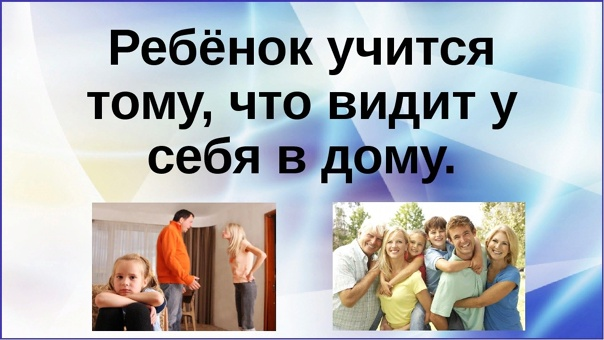 Ребёнок учится
тому, что видит у
себя в дому.